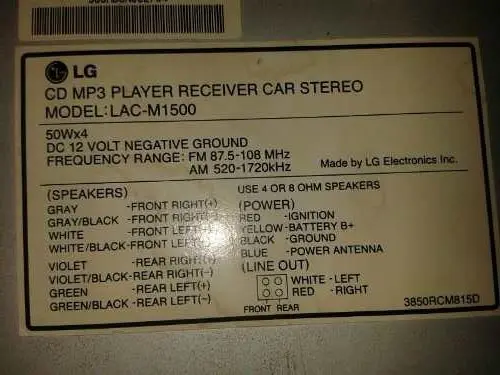 LG
CD MP3 PLAYER RECEIVER CAR STEREO
MODEL:LAC-M1500
50Wx4
DC 12 VOLT NEGATIVE GROUND
FREQUENCY RANGE: FM 87.5-108 MHz
AM 520-1720kHz
Made by LG Electronics Inc.
(SPEAKERS)
GRAY -FRONT RIGHT(+)
GRAY/BLACK -FRONT RIGHT(-)
WHITE -FRONT LEFT(+)
WHITE/BLACK-FRONT LEFT(-)
VIOLET -REAR RIGHT(+)
VIOLET/BLACK-REAR RIGHT(-)
GREEN -REAR LEFT(+)
GREEN/BLACK -REAR LEFT(-)
USE 4 OR 8 OHM SPEAKERS
(POWER)
RED -IGNITION
YELLOW-BATTERY B+
BLACK -GROUND
BLUE -POWER ANTENNA
(LINE OUT)
WHITE -LEFT
RED -RIGHT
FRONT REAR
3850RCM815D